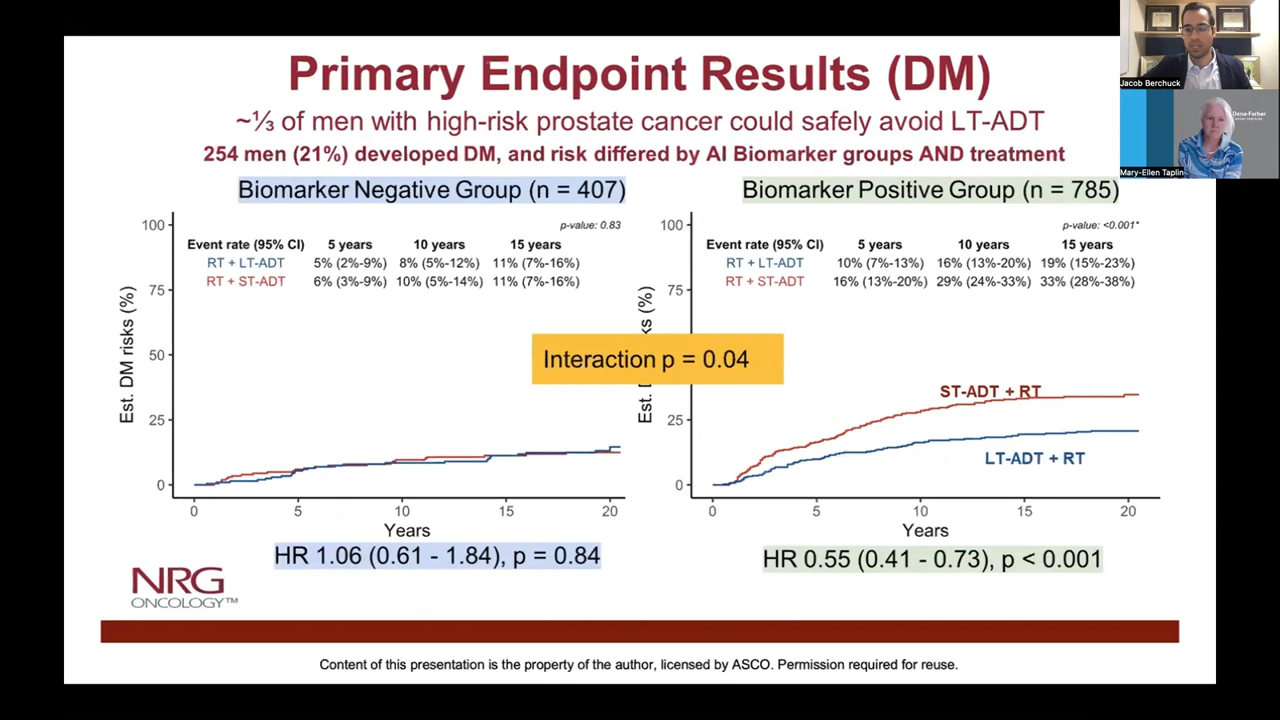 Primary Endpoint Results (DM)
~⅓ of men with high-risk prostate cancer could safely avoid LT-ADT
254 men (21%) developed DM, and risk differed by AI Biomarker groups AND treatment
Jacob Berchuck
Dana-Farber
Cancer Institute
Mary-Ellen Taplin
Biomarker Negative Group (n = 407)
p-value: 0.83
Event rate (95% CI) 5 years 10 years 15 years
RT + LT-ADT 5% (2%-9%) 8% (5%-12%) 11% (7%-16%)
RT + ST-ADT 6% (3%-9%) 10% (5%-14%) 11% (7%-16%)
Est. DM risks (%)
100
75
50
25
0
0 5 10 15 20
Years
HR 1.06 (0.61 - 1.84), p = 0.84
Interaction p = 0.04
Biomarker Positive Group (n = 785)
p-value: <0.001*
Event rate (95% CI) 5 years 10 years 15 years
RT + LT-ADT 10% (7%-13%) 16% (13%-20%) 19% (15%-23%)
RT + ST-ADT 16% (13%-20%) 29% (24%-33%) 33% (28%-38%)
Est. ks (%)
100
75
25
0
ST-ADT + RT
LT-ADT + RT
0 5 10 15 20
Years
HR 0.55 (0.41 - 0.73), p < 0.001
NRG
ONCOLOGY™
Content of this presentation is the property of the author, licensed by ASCO. Permission required for reuse.